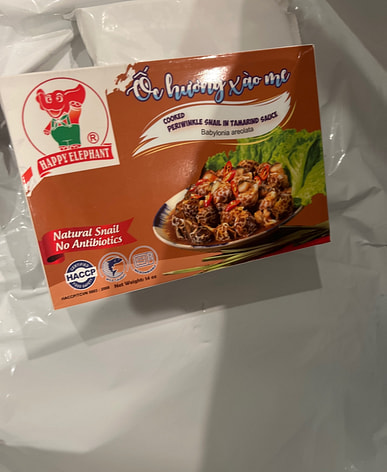 Ốc hương xào me
COOKED
PERIWINKLE SNAIL IN TAMARIND SAUCE
Babylonia areolata
®
HAPPY ELEPHANT
Natural Snail
No Antibiotics
HACCP
Net Weight: 16 oz